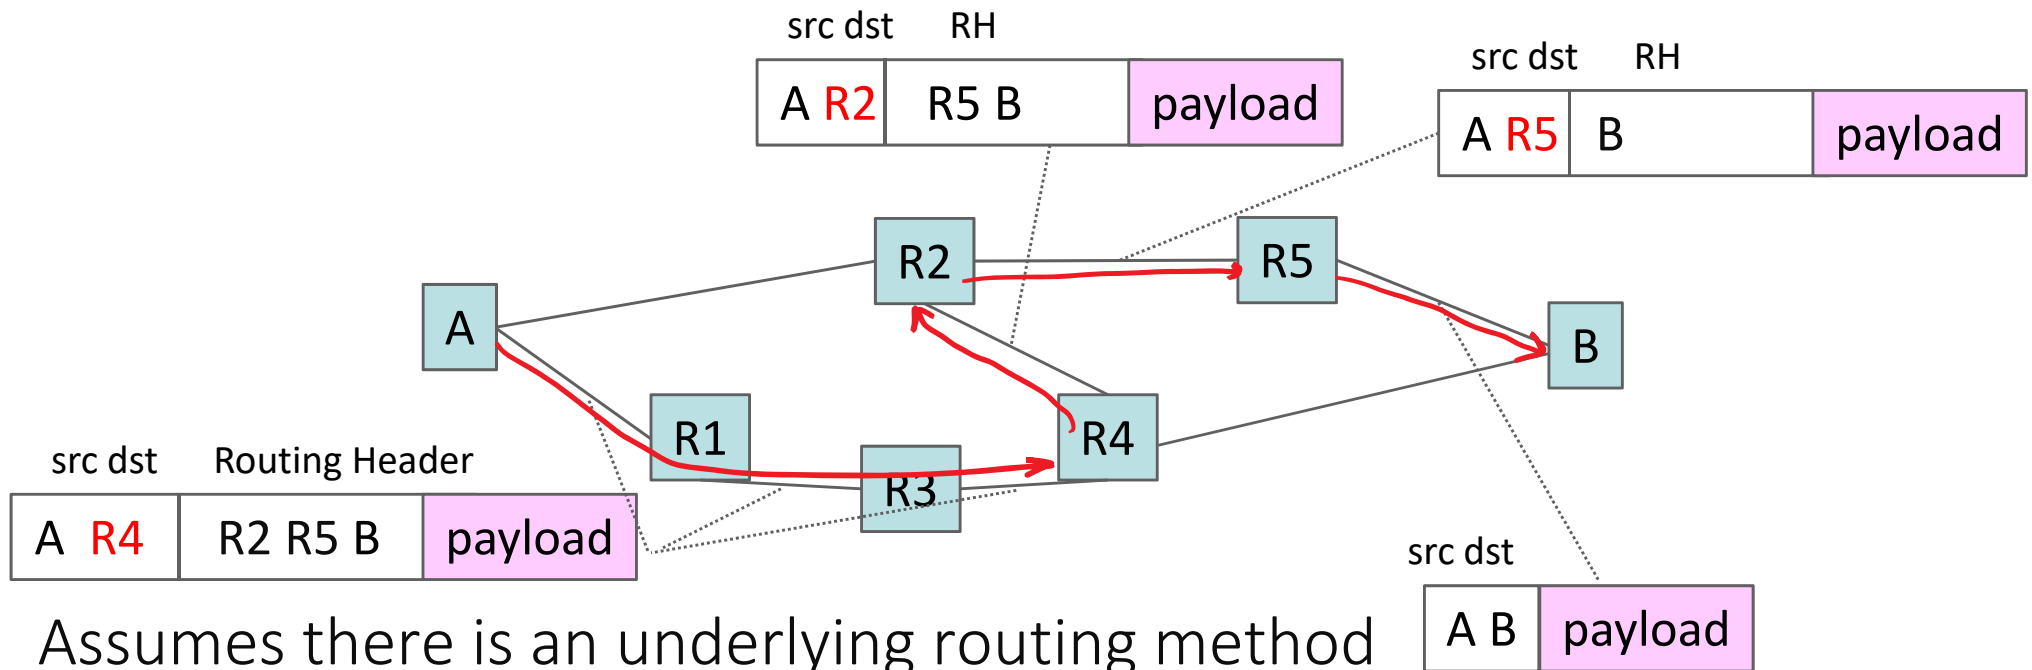 src dst RH
A R2 R5 B payload
src dst RH
A R5 B payload
R2
R5
A
B
R1
R4
R3
src dst Routing Header
A R4 R2 R5 B payload
src dst
A B payload
Assumes there is an underlying routing method